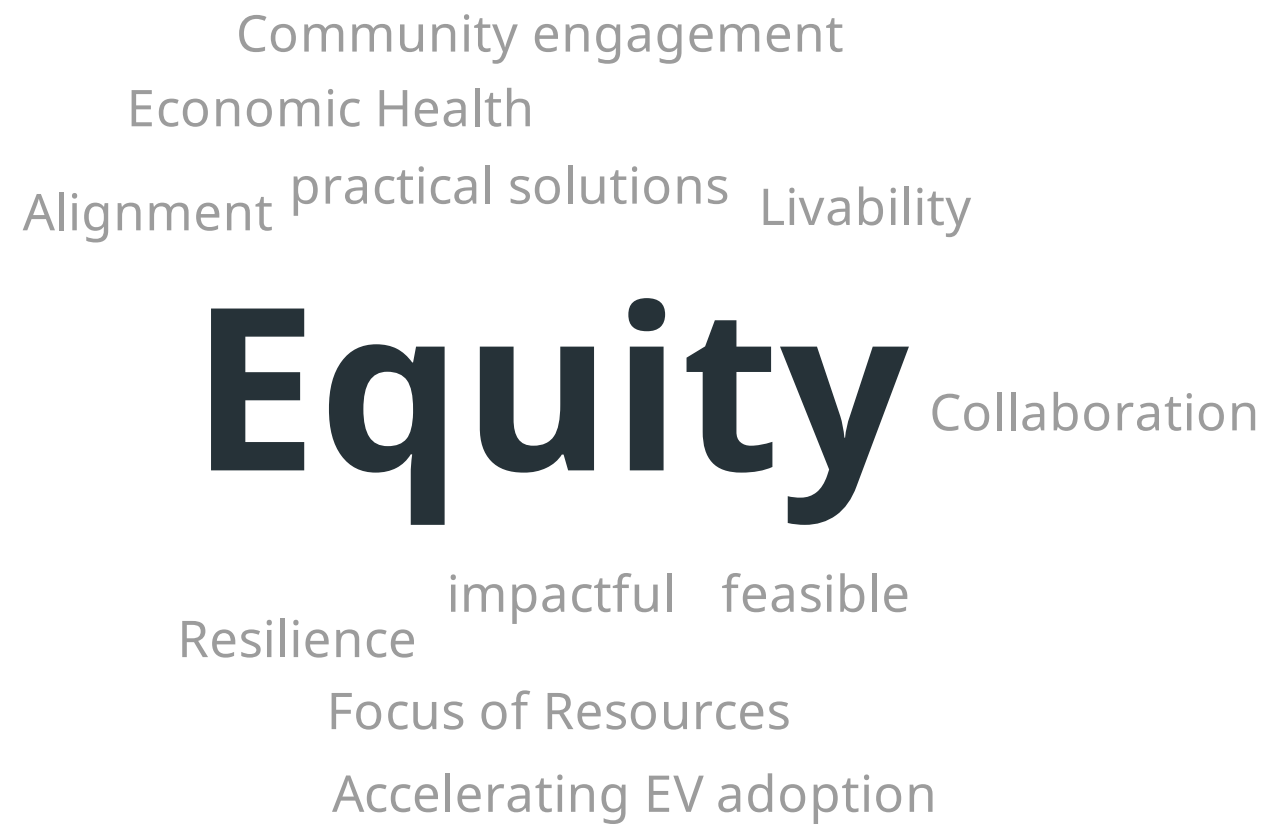 Community engagement
Economic Health
practical solutions
Alignment
Livability
Equity
Collaboration
impactful
feasible
Resilience
Focus of Resources
Accelerating EV adoption